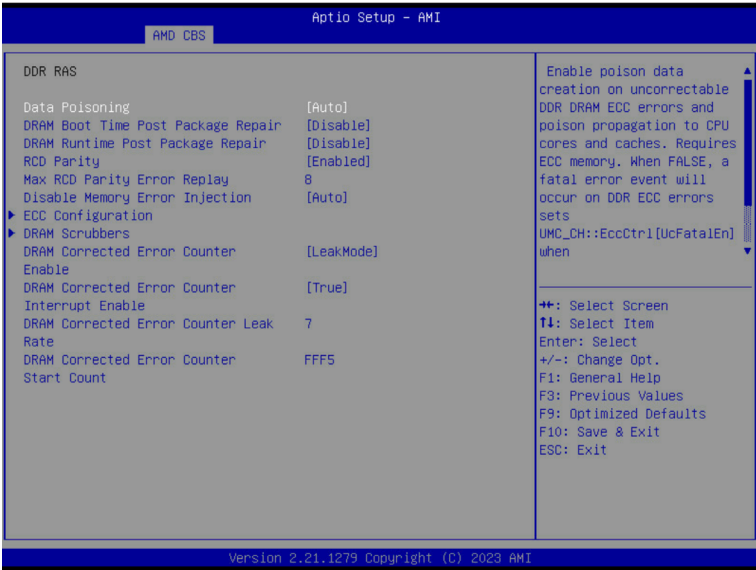 Aptio Setup – AMI
AMD CBS
DDR RAS
Data Poisoning [Auto]
DRAM Boot Time Post Package Repair [Disable]
DRAM Runtime Post Package Repair [Disable]
RCD Parity [Enabled]
Max RCD Parity Error Replay 8
Disable Memory Error Injection [Auto]
ECC Configuration
DRAM Scrubbers
DRAM Corrected Error Counter [LeakMode]
Enable
DRAM Corrected Error Counter [True]
Interrupt Enable
DRAM Corrected Error Counter Leak 7
Rate
DRAM Corrected Error Counter FFF5
Start Count
Enable poison data
creation on uncorrectable
DDR DRAM ECC errors and
poison propagation to CPU
cores and caches. Requires
ECC memory. When FALSE, a
fatal error event will
occur on DDR ECC errors
sets
UMC_CH::EccCtrl[UcFatalEn]
when
→←: Select Screen
↑↓: Select Item
Enter: Select
+/-: Change Opt.
F1: General Help
F3: Previous Values
F9: Optimized Defaults
F10: Save & Exit
ESC: Exit
Version 2.21.1279 Copyright (C) 2023 AMI